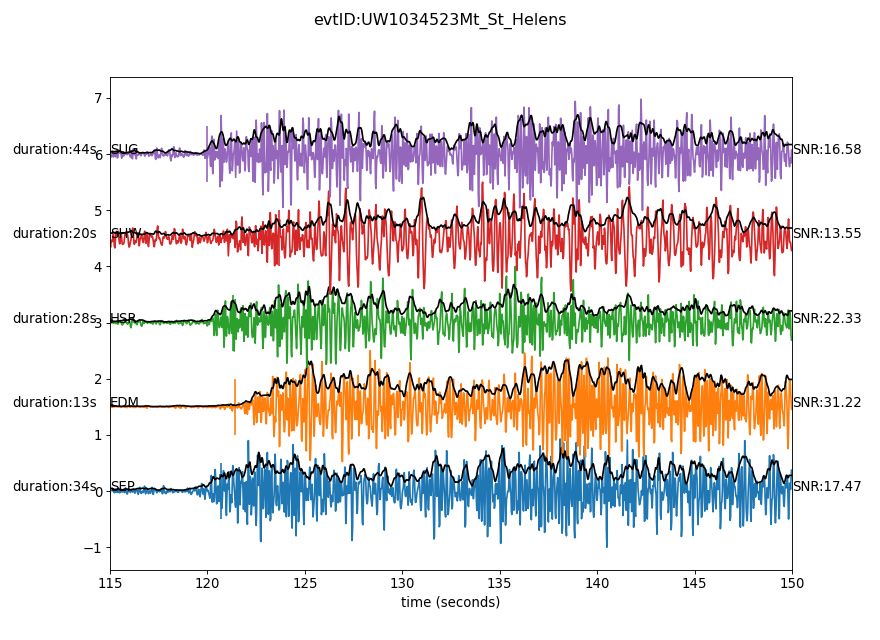 evtID:UW1034523Mt_St_Helens
7
duration:44s SUG SNR:16.58
6
5
duration:20s SNR:13.55
4
duration:28s HSR SNR:22.33
3
2
duration:13s EDM SNR:31.22
1
duration:34s SEP SNR:17.47
0
−1
115 120 125 130 135 140 145 150
time (seconds)